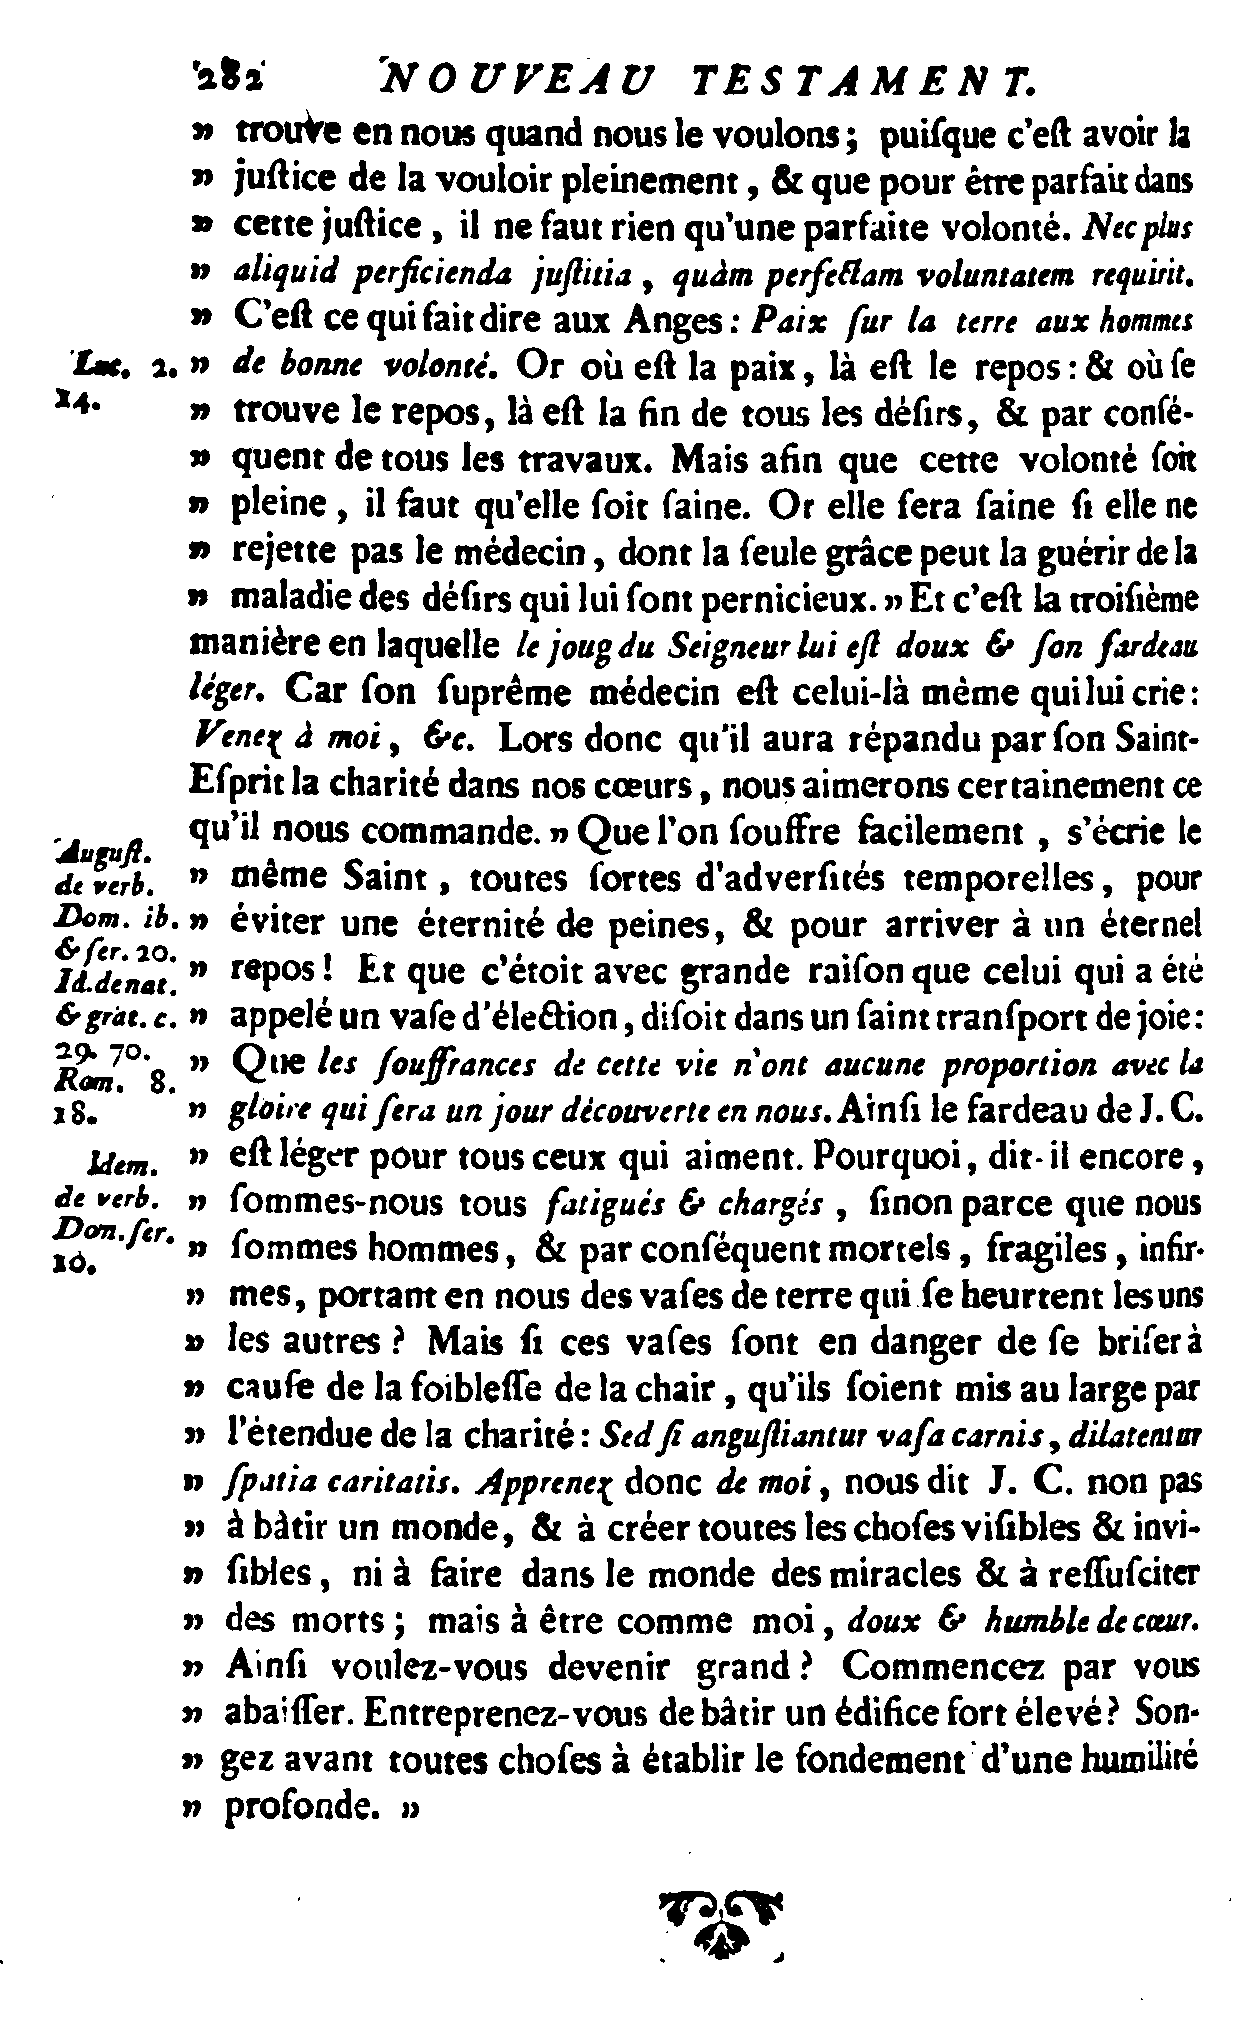 282 NOUVEAU TESTAMENT.
» trouve en nous quand nous le voulons ; puiſque c'eſt avoir la
» juſtice de la vouloir pleinement , & que pour être parfait dans
» cette juſtice , il ne faut rien qu'une parfaite volonté. Nec plus
» aliquid perficienda juſtitia , quàm perfectam voluntatem requirit.
» C'eſt ce qui fait dire aux Anges : Paix ſur la terre aux hommes
Luc. 2. » de bonne volonté. Or où eſt la paix , là eſt le repos : & où ſe
14. » trouve le repos, là eſt la fin de tous les déſirs, & par conſé-
» quent de tous les travaux. Mais afin que cette volonté ſoit
» pleine , il faut qu'elle ſoit ſaine. Or elle ſera ſaine ſi elle ne
» rejette pas le médecin , dont la ſeule grâce peut la guérir de la
» maladie des déſirs qui lui ſont pernicieux. » Et c'eſt la troiſième
manière en laquelle le joug du Seigneur lui eſt doux & ſon fardeau
léger. Car ſon ſuprême médecin eſt celui-là même qui lui crie :
Venez à moi , &c. Lors donc qu'il aura répandu par ſon Saint-
Eſprit la charité dans nos cœurs , nous aimerons certainement ce
qu'il nous commande. » Que l'on ſouffre facilement , s'écrie le
Auguſt.
de verb. » même Saint , toutes ſortes d'adverſités temporelles , pour
Dom. ib. » éviter une éternité de peines, & pour arriver à un éternel
& ſer. 20.
Id. de nat. » repos ! Et que c'étoit avec grande raiſon que celui qui a été
& grat. c. » appelé un vaſe d'élection , diſoit dans un ſaint tranſport de joie :
29. 70. » Que les ſouffrances de cette vie n'ont aucune proportion avec la
Rom. 8.
18. » gloire qui ſera un jour découverte en nous. Ainſi le fardeau de J. C.
Idem. » eſt léger pour tous ceux qui aiment. Pourquoi, dit-il encore ,
de verb. » ſommes-nous tous fatigués & chargés , ſinon parce que nous
Dom. ſer. » ſommes hommes , & par conſéquent mortels , fragiles , infir-
10.
» mes, portant en nous des vaſes de terre qui ſe heurtent les uns
» les autres ? Mais ſi ces vaſes ſont en danger de ſe briſer à
» cauſe de la foibleſſe de la chair , qu'ils ſoient mis au large par
» l'étendue de la charité : Sed ſi anguſtiantur vaſa carnis , dilatentur
» ſpatia caritatis. Apprenez donc de moi , nous dit J. C. non pas
» à bâtir un monde, & à créer toutes les choſes viſibles & invi-
» ſibles , ni à faire dans le monde des miracles & à reſſuſciter
» des morts ; mais à être comme moi , doux & humble de cœur.
» Ainſi voulez-vous devenir grand ? Commencez par vous
» abaiſſer. Entreprenez-vous de bâtir un édifice fort élevé ? Son-
» gez avant toutes choſes à établir le fondement d'une humilité
» profonde. »